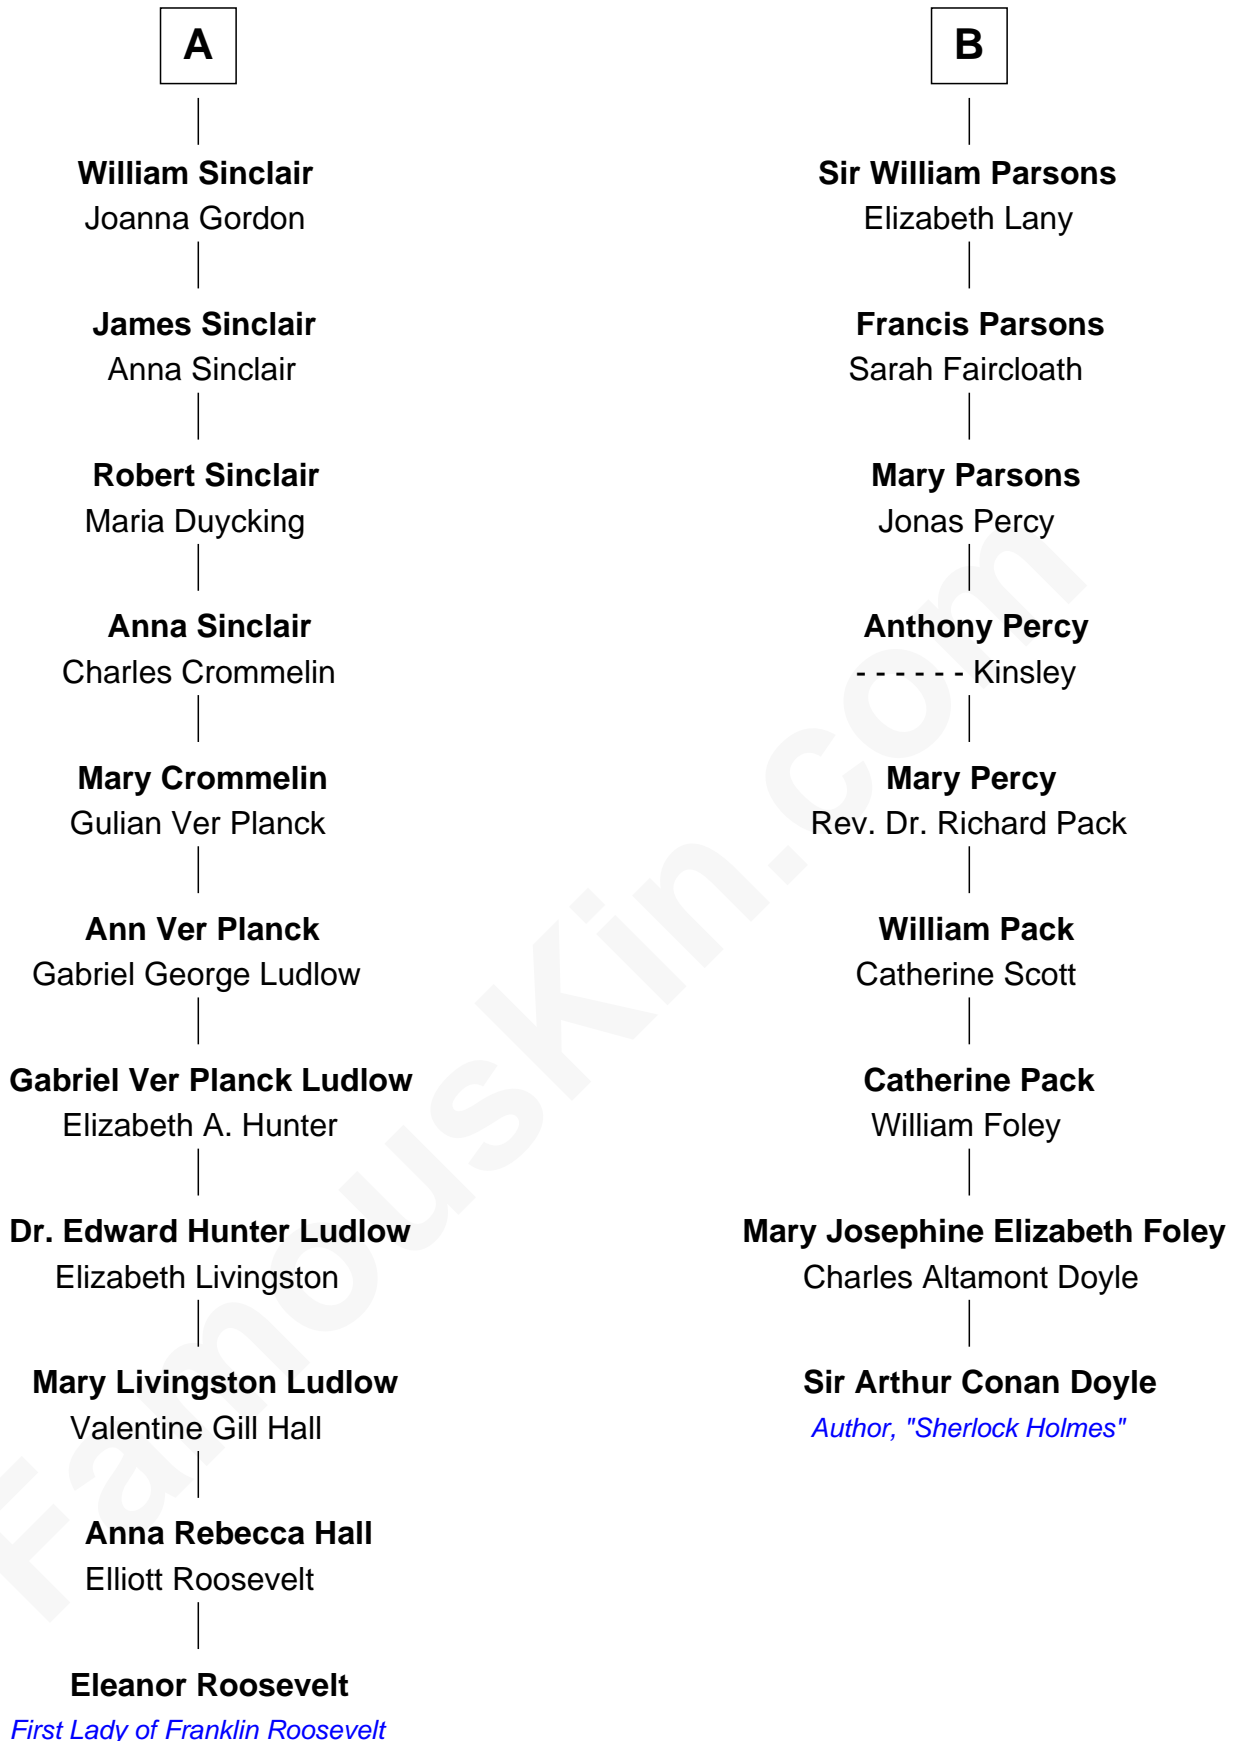 A
William Sinclair
Joanna Gordon
James Sinclair
Anna Sinclair
Robert Sinclair
Maria Duycking
Anna Sinclair
Charles Crommelin
Mary Crommelin
Gulian Ver Planck
Ann Ver Planck
Gabriel George Ludlow
Gabriel Ver Planck Ludlow
Elizabeth A. Hunter
Dr. Edward Hunter Ludlow
Elizabeth Livingston
Mary Livingston Ludlow
Valentine Gill Hall
Anna Rebecca Hall
Elliott Roosevelt
Eleanor Roosevelt
First Lady of Franklin Roosevelt
B
Sir William Parsons
Elizabeth Lany
Francis Parsons
Sarah Faircloath
Mary Parsons
Jonas Percy
Anthony Percy
- - - - - - Kinsley
Mary Percy
Rev. Dr. Richard Pack
William Pack
Catherine Scott
Catherine Pack
William Foley
Mary Josephine Elizabeth Foley
Charles Altamont Doyle
Sir Arthur Conan Doyle
Author, "Sherlock Holmes"
FamousKin.com